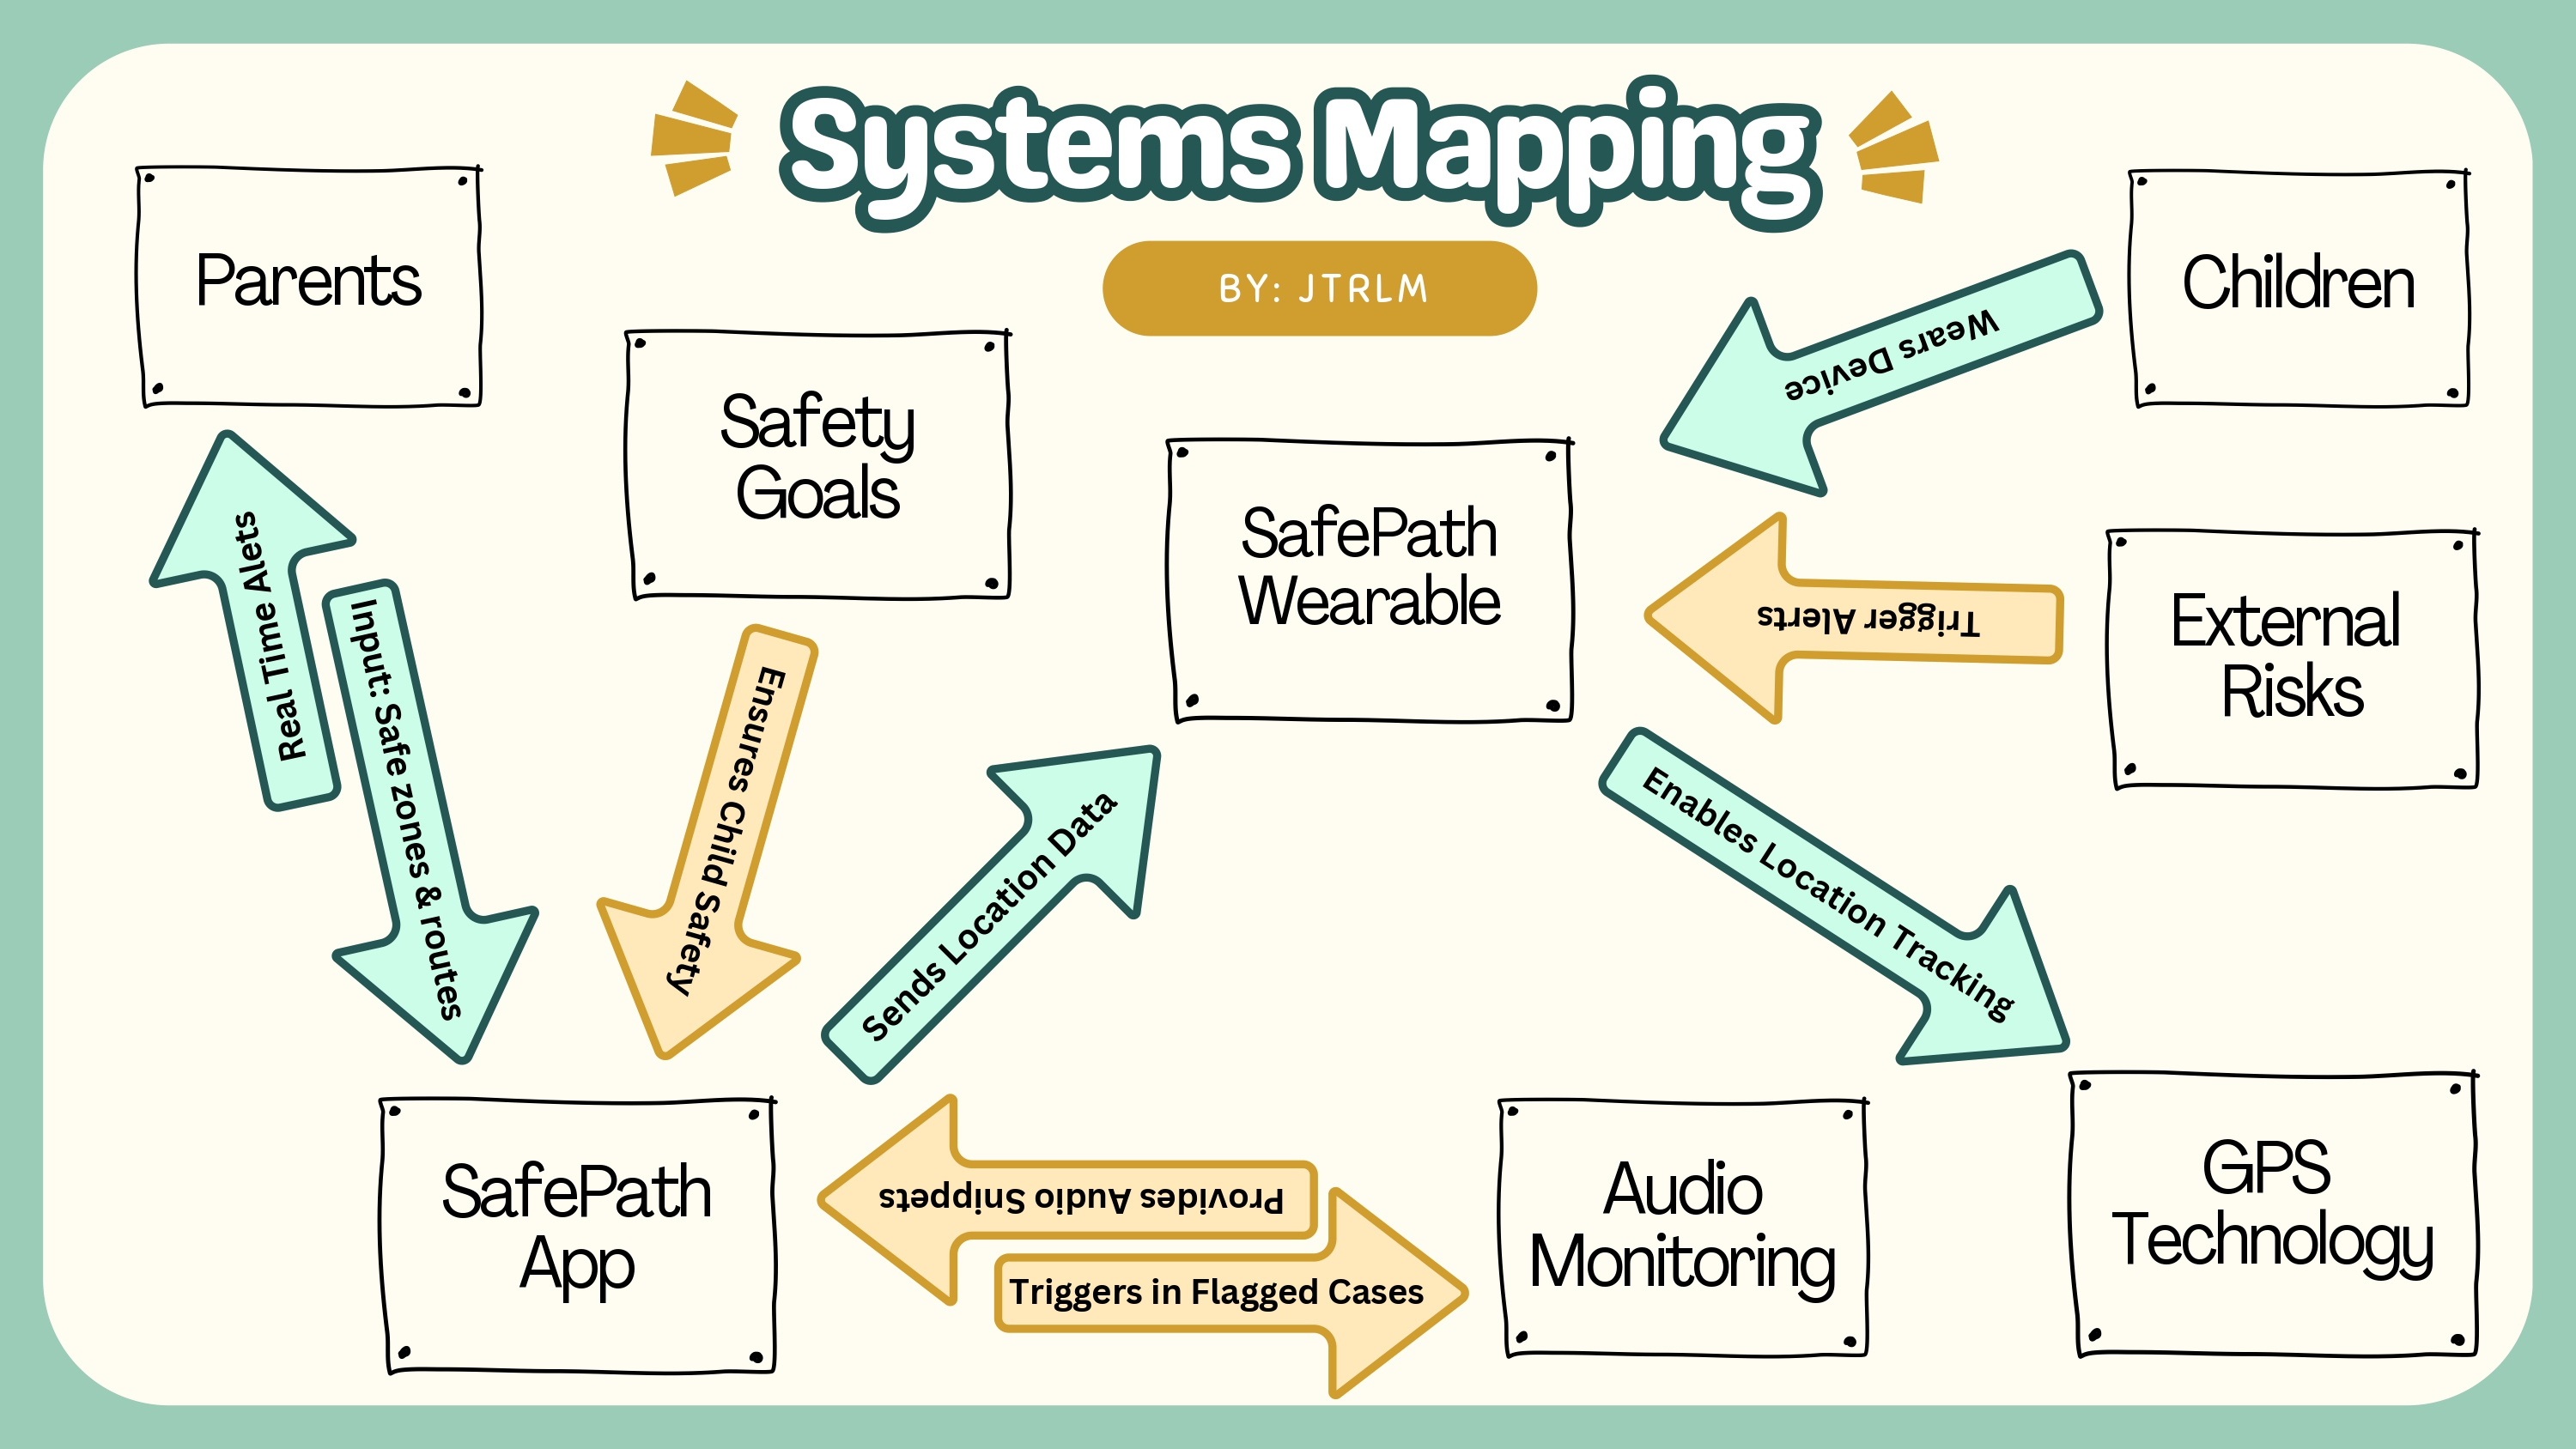 Systems Mapping
BY: JTRLM
Parents
Children
Safety
Goals
Wears Device
SafePath
Wearable
Trigger Alerts
External
Risks
Real Time Alets
Input: Safe zones & routes
Ensures Child Safety
Sends Location Data
Enables Location Tracking
SafePath
App
Provides Audio Snippets
Triggers in Flagged Cases
Audio
Monitoring
GPS
Technology